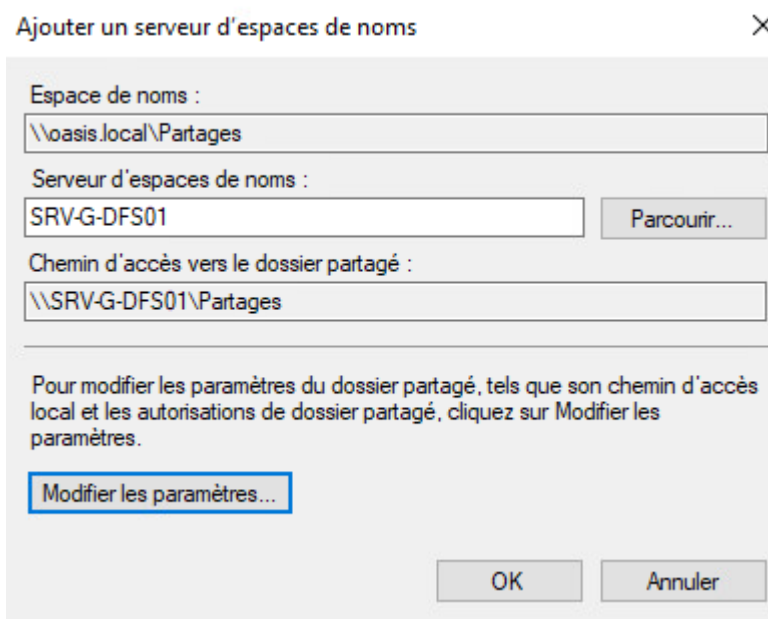 Ajouter un serveur d'espaces de noms
Espace de noms :
\\oasis.local\Partages
Serveur d'espaces de noms :
SRV-G-DFS01
Parcourir...
Chemin d'accès vers le dossier partagé :
\\SRV-G-DFS01\Partages
Pour modifier les paramètres du dossier partagé, tels que son chemin d'accès
local et les autorisations de dossier partagé, cliquez sur Modifier les
paramètres.
Modifier les paramètres...
OK
Annuler